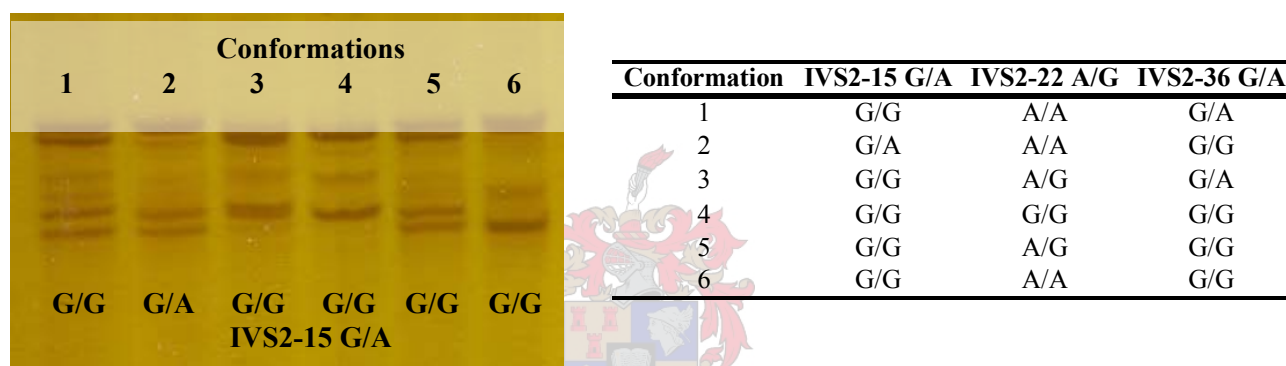 Conformations
1 2 3 4 5 6
G/G G/A G/G G/G G/G G/G
IVS2-15 G/A
Conformation IVS2-15 G/A IVS2-22 A/G IVS2-36 G/A
1 G/G A/A G/A
2 G/A A/A G/G
3 G/G A/G G/A
4 G/G G/G G/G
5 G/G A/G G/G
6 G/G A/A G/G